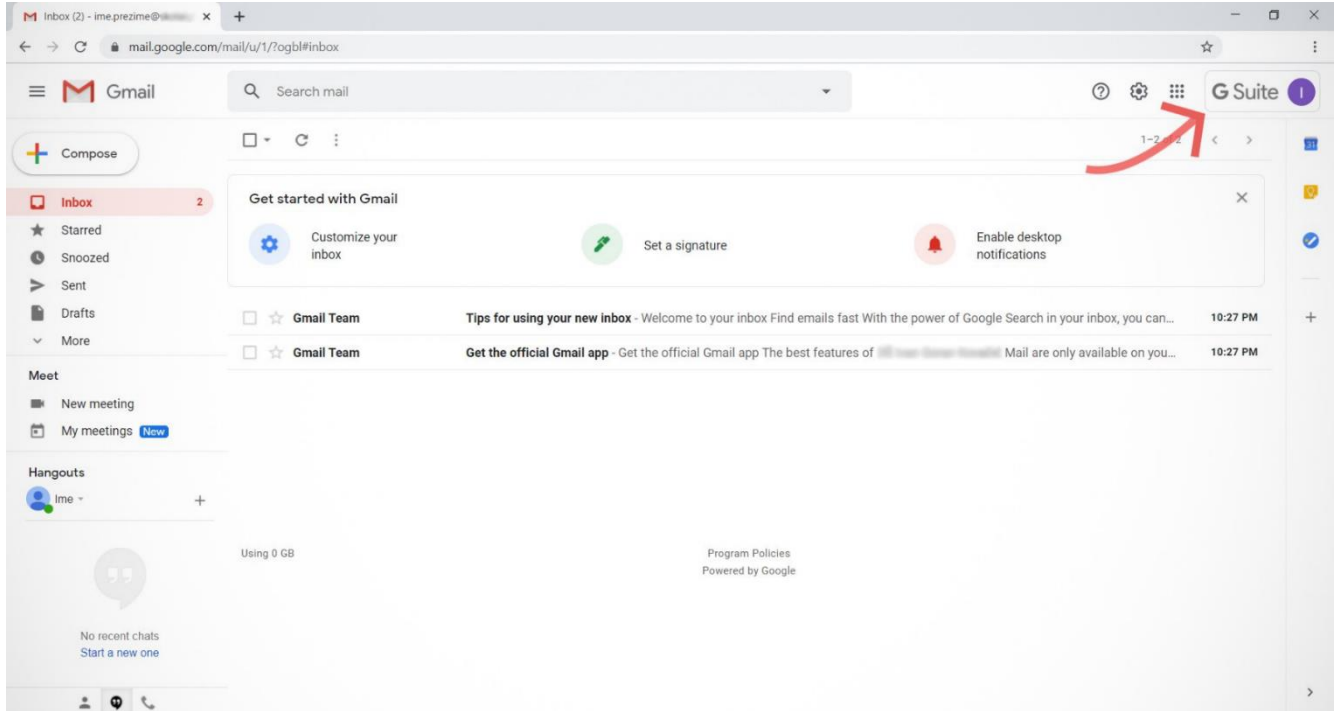 Inbox (2) - ime.prezime@
mail.google.com/mail/u/1/?ogbl#inbox
Gmail
Search mail
G Suite
I
Compose
1-2 of 2
31
Inbox 2
Starred
Snoozed
Sent
Drafts
More
Get started with Gmail
Customize your
inbox
Set a signature
Enable desktop
notifications
Gmail Team Tips for using your new inbox - Welcome to your inbox Find emails fast With the power of Google Search in your inbox, you can... 10:27 PM
Gmail Team Get the official Gmail app - Get the official Gmail app The best features of Mail are only available on you... 10:27 PM
Meet
New meeting
My meetings New
Hangouts
Ime
No recent chats
Start a new one
Using 0 GB
Program Policies
Powered by Google